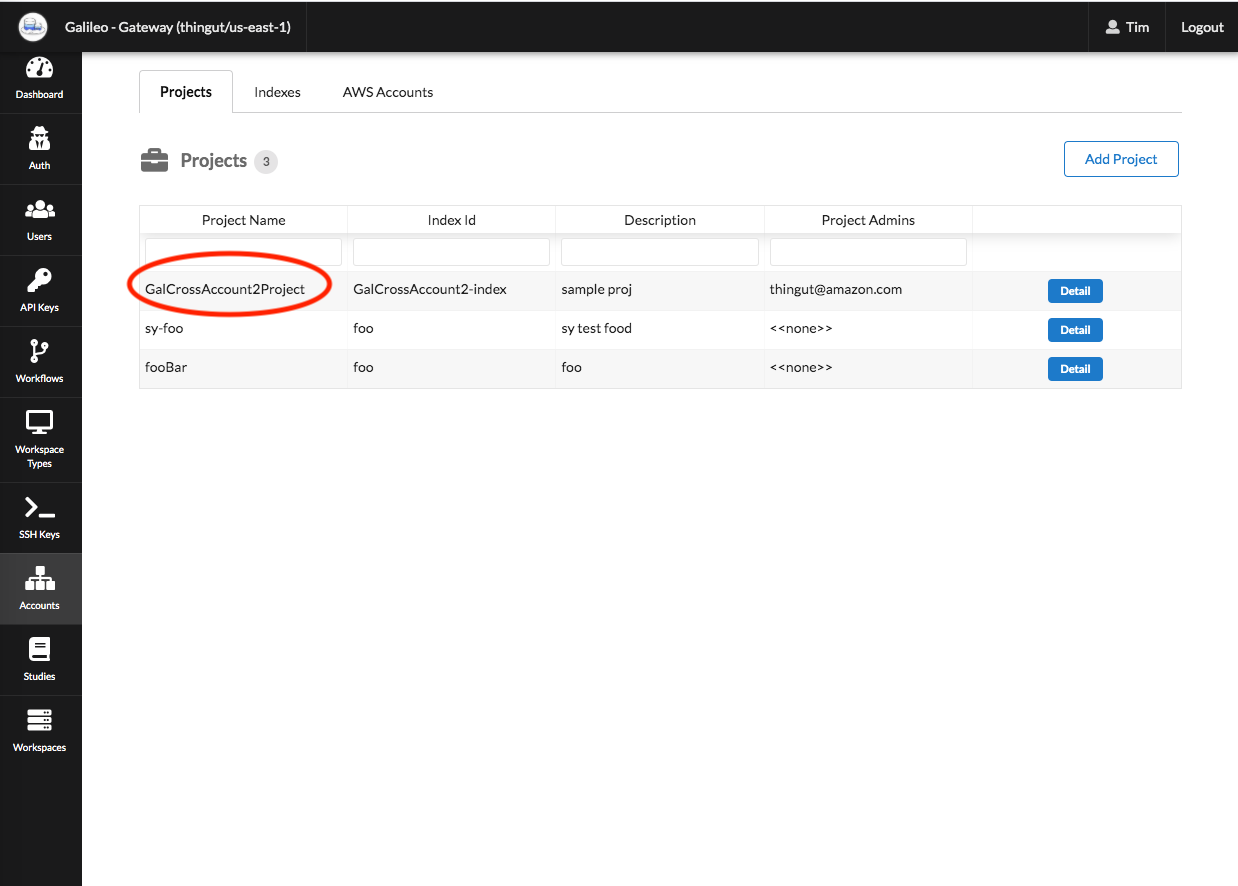 Galileo - Gateway (thingut/us-east-1)
Tim
Logout
Dashboard
Auth
Users
API Keys
Workflows
Workspace
Types
SSH Keys
Accounts
Studies
Workspaces
Projects
Indexes
AWS Accounts
Projects 3
Add Project
Project Name Index Id Description Project Admins
GalCrossAccount2Project GalCrossAccount2-index sample proj thingut@amazon.com Detail
sy-foo foo sy test food <<none>> Detail
fooBar foo foo <<none>> Detail